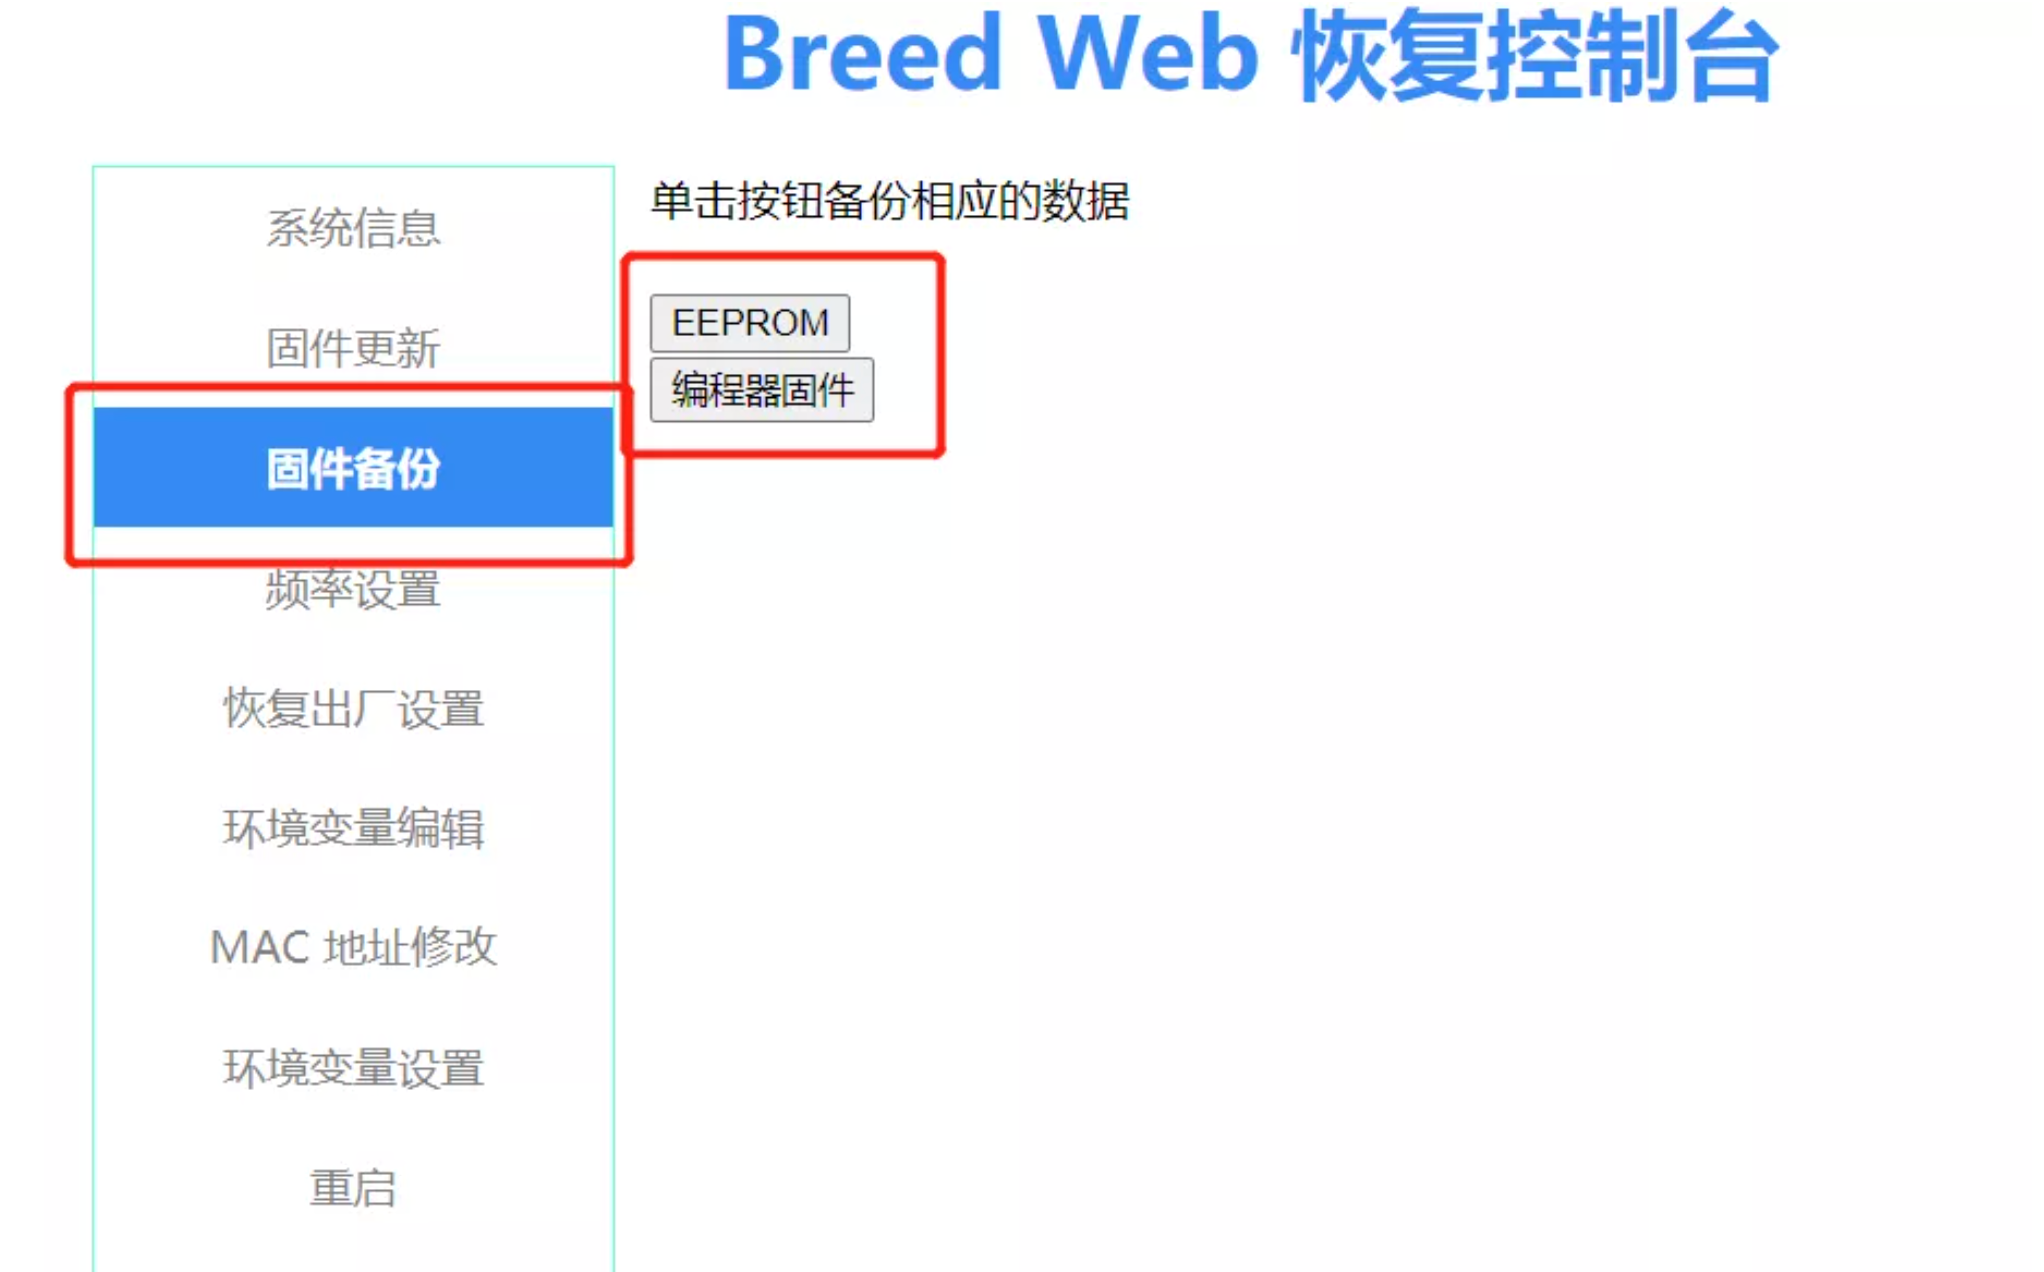 Breed Web 恢复控制台
系统信息
固件更新
固件备份
频率设置
恢复出厂设置
环境变量编辑
MAC 地址修改
环境变量设置
重启
单击按钮备份相应的数据
EEPROM
编程器固件